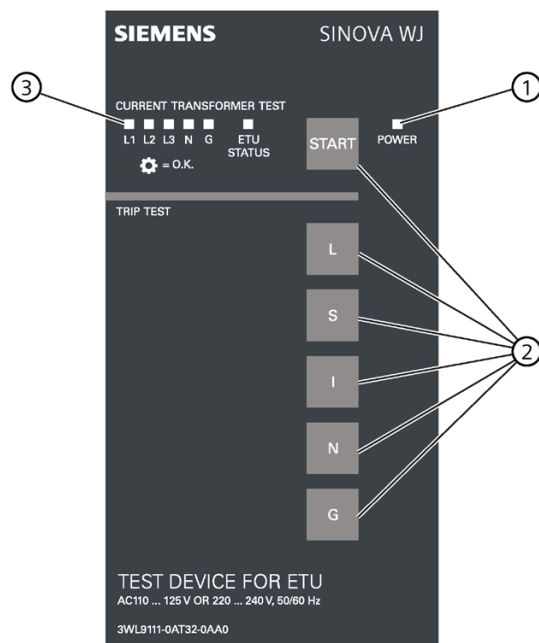 SIEMENS SINOVA WJ
3 1
CURRENT TRANSFORMER TEST
L1 L2 L3 N G ETU STATUS START POWER
= O.K.
TRIP TEST
L
S
2
I
N
G
TEST DEVICE FOR ETU
AC110 ... 125 V OR 220 ... 240 V, 50/60 Hz
3WL9111-0AT32-0AA0